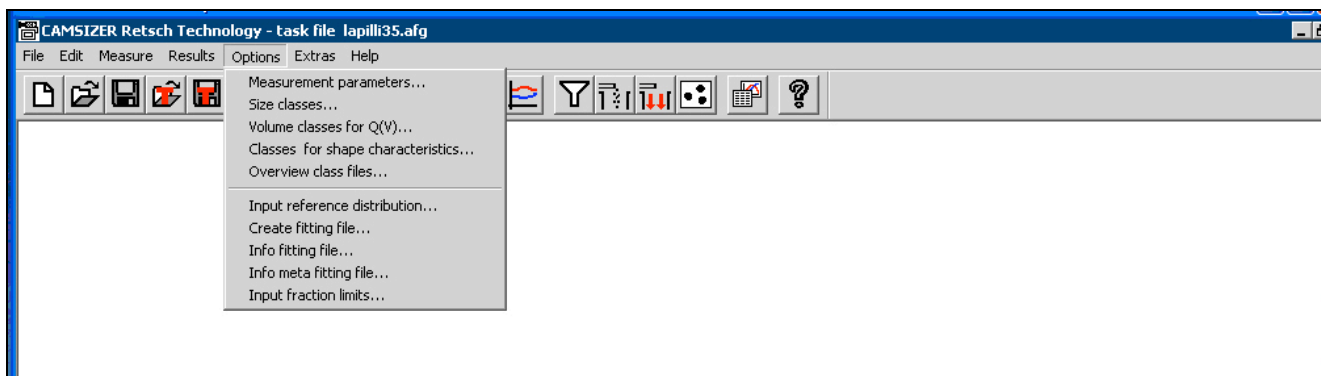 CAMSIZER Retsch Technology - task file lapilli35.afg
File Edit Measure Results Options Extras Help
Measurement parameters...
Size classes...
Volume classes for Q(V)...
Classes for shape characteristics...
Overview class files...
Input reference distribution...
Create fitting file...
Info fitting file...
Info meta fitting file...
Input fraction limits...